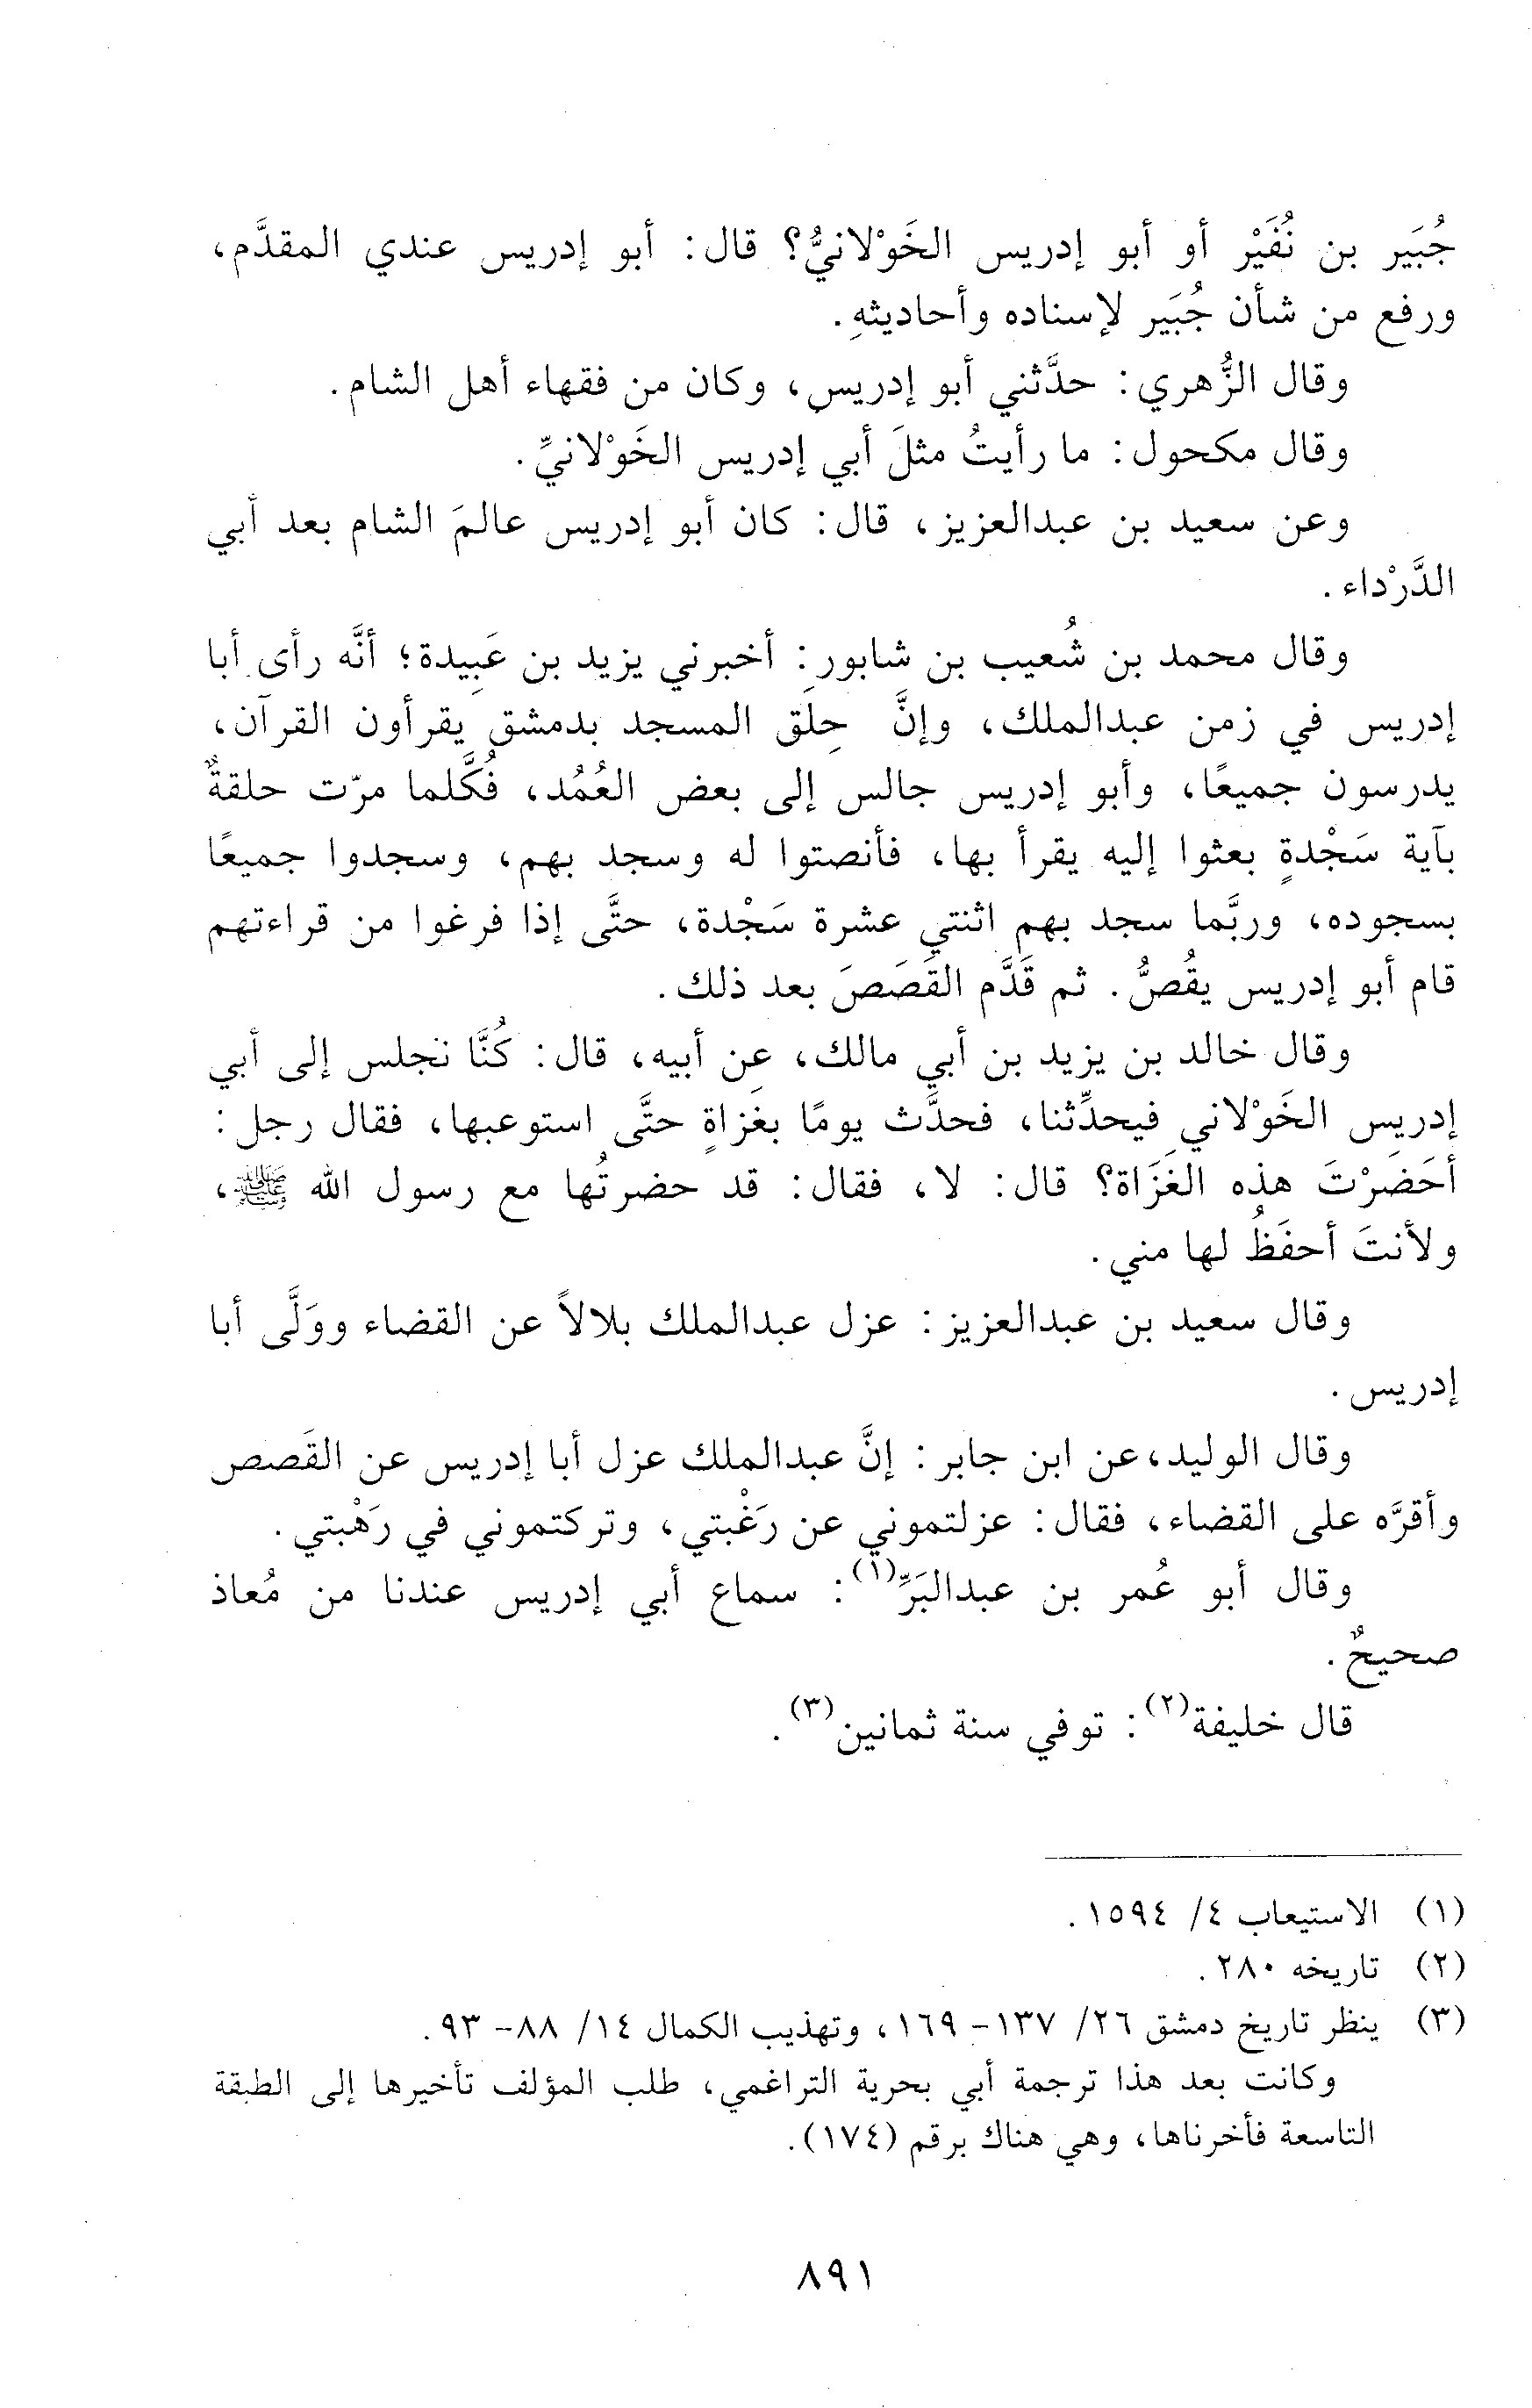 جُبَير بن نُفَيْر أو أبو إدريس الخَوْلانيُّ؟ قال: أبو إدريس عندي المقدَّم،
ورفع من شأن جُبَير لإسناده وأحاديثهِ.
وقال الزُّهري: حدَّثني أبو إدريس، وكان من فقهاء أهل الشام.
وقال مكحول: ما رأيتُ مثلَ أبي إدريس الخَوْلانيِّ.
وعن سعيد بن عبدالعزيز، قال: كان أبو إدريس عالمَ الشام بعد أبي
الدَّرْداء.
وقال محمد بن شُعيب بن شابور: أخبرني يزيد بن عَبِيدة؛ أنَّه رأى أبا
إدريس في زمن عبدالملك، وإنَّ حِلَق المسجد بدمشق يقرأون القرآن،
يدرسون جميعًا، وأبو إدريس جالس إلى بعض العُمُد، فكُلَّما مرّت حلقةٌ
بآية سَجْدةٍ بعثوا إليه يقرأ بها، فأنصتوا له وسجد بهم، وسجدوا جميعًا
بسجوده، وربَّما سجد بهم اثنتي عشرة سَجْدة، حتَّى إذا فرغوا من قراءتهم
قام أبو إدريس يقُصُّ. ثم قَدَّم القَصَصَ بعد ذلك.
وقال خالد بن يزيد بن أبي مالك، عن أبيه، قال: كُنَّا نجلس إلى أبي
إدريس الخَوْلاني فيحدِّثنا، فحدَّث يومًا بغَزاةٍ حتَّى استوعبها، فقال رجل:
أحَضِرْتَ هذه الغَزَاة؟ قال: لا، فقال: قد حضرتُها مع رسول الله ﷺ،
ولأنتَ أحفَظُ لها مني.
وقال سعيد بن عبدالعزيز: عزل عبدالملك بلالاً عن القضاء وولَّى أبا
إدريس.
وقال الوليد،عن ابن جابر: إنَّ عبدالملك عزل أبا إدريس عن القَصص
وأقرَّه على القضاء، فقال: عزلتموني عن رَغْبتي، وتركتموني في رَهْبتي.
وقال أبو عُمر بن عبدالبَرِّ(١): سماع أبي إدريس عندنا من مُعاذ
صحيحٌ.
قال خليفة(٢): توفي سنة ثمانين(٣).
(١) الاستيعاب ٤/ ١٥٩٤.
(٢) تاريخه ٢٨٠.
(٣) ينظر تاريخ دمشق ٢٦/ ١٣٧- ١٦٩، وتهذيب الكمال ١٤/ ٨٨- ٩٣.
وكانت بعد هذا ترجمة أبي بحرية التراغمي، طلب المؤلف تأخيرها إلى الطبقة
التاسعة فأخرناها، وهي هناك برقم (١٧٤).
٨٩١